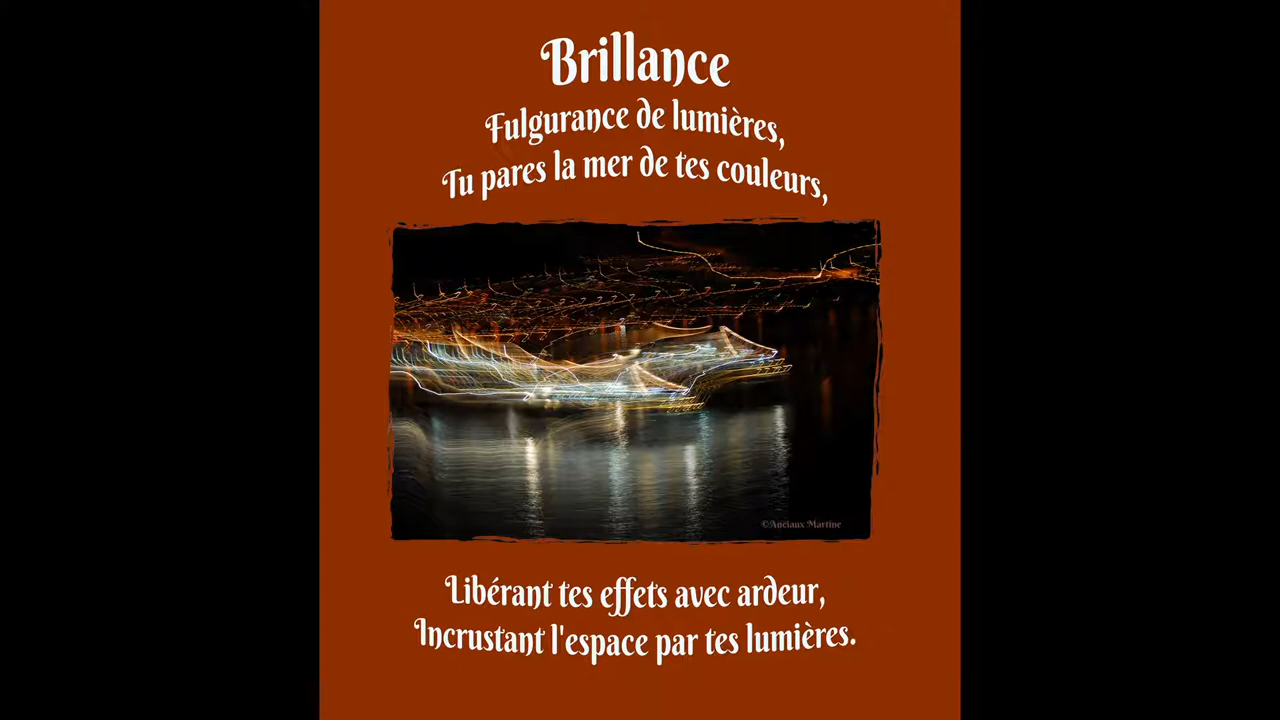 Brillance
Fulgurance de lumières,
Tu pares la mer de tes couleurs,
©Anciaux Martine
Libérant tes effets avec ardeur,
Incrustant l'espace par tes lumières.